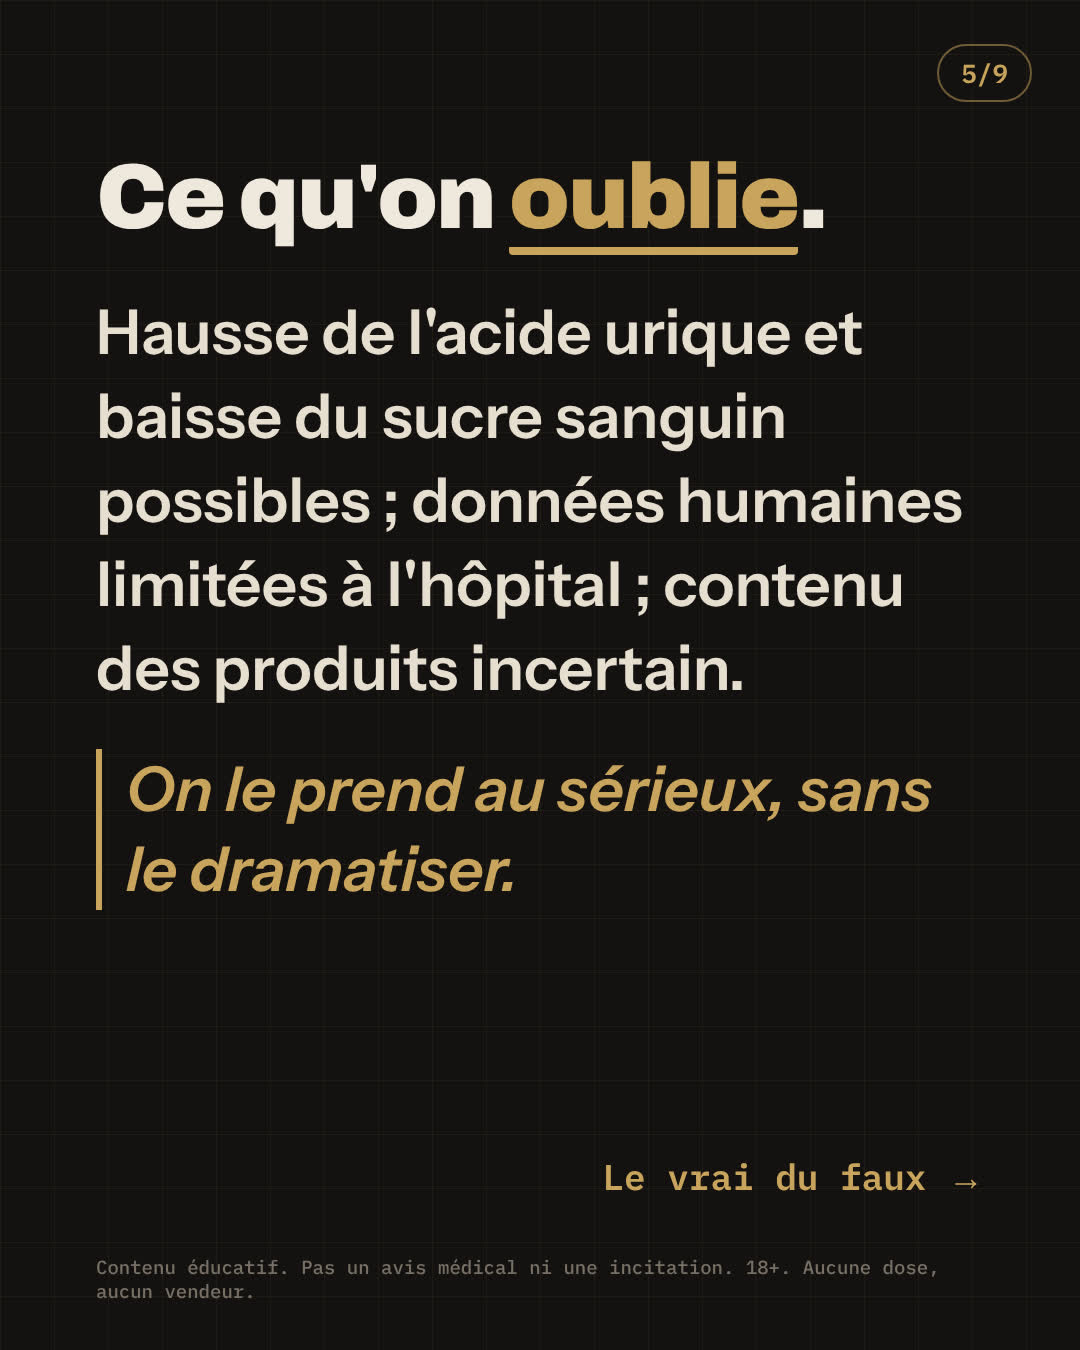 5/9
Ce qu'on oublie.
Hausse de l'acide urique et
baisse du sucre sanguin
possibles ; données humaines
limitées à l'hôpital ; contenu
des produits incertain.
On le prend au sérieux, sans
le dramatiser.
Le vrai du faux →
Contenu éducatif. Pas un avis médical ni une incitation. 18+. Aucune dose,
aucun vendeur.